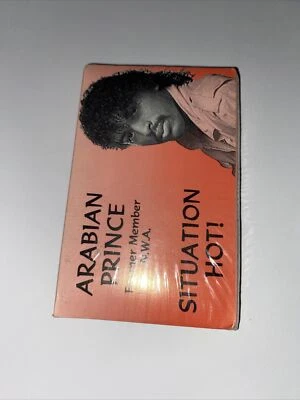 ARABIAN
PRINCE
Former Member
N.W.A.
SITUATION
HOT!